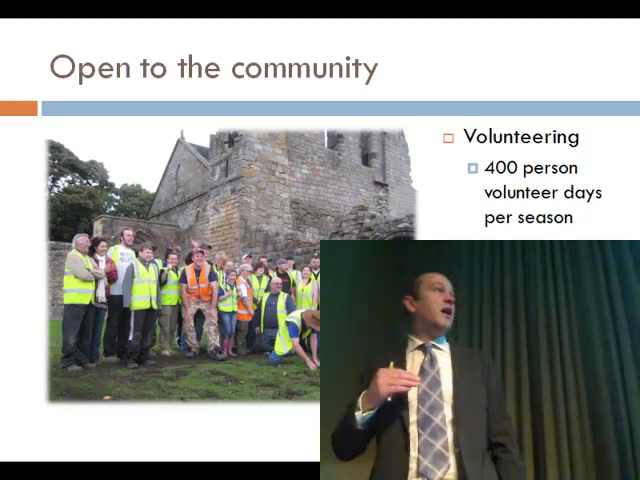 Open to the community
Volunteering
400 person
volunteer days
per season